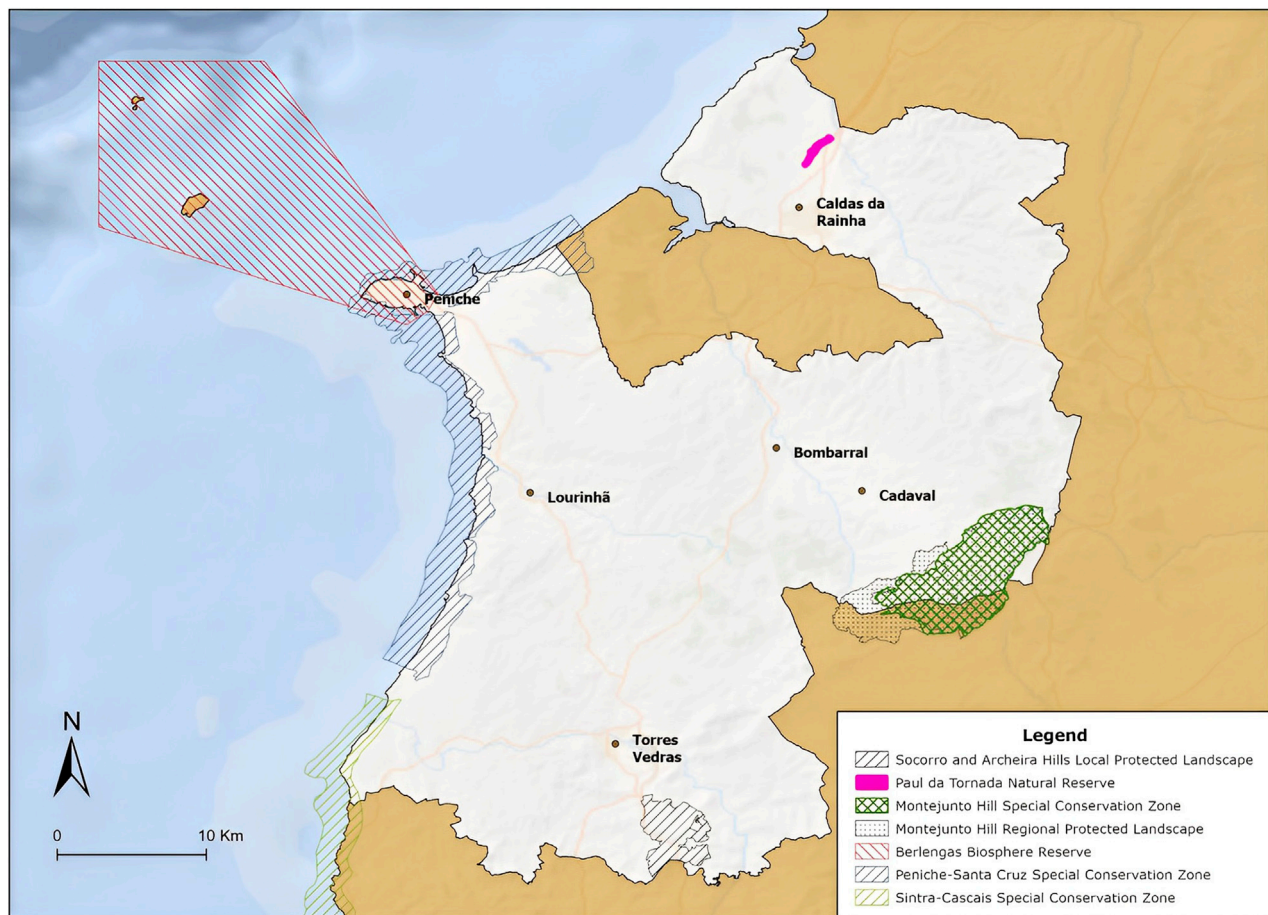 Caldas da
Rainha
Peniche
Bombarral
Lourinhã
Cadaval
N
Torres
Vedras
0 10 Km
Legend
Socorro and Archeira Hills Local Protected Landscape
Paul da Tornada Natural Reserve
Montejunto Hill Special Conservation Zone
Montejunto Hill Regional Protected Landscape
Berlengas Biosphere Reserve
Peniche-Santa Cruz Special Conservation Zone
Sintra-Cascais Special Conservation Zone